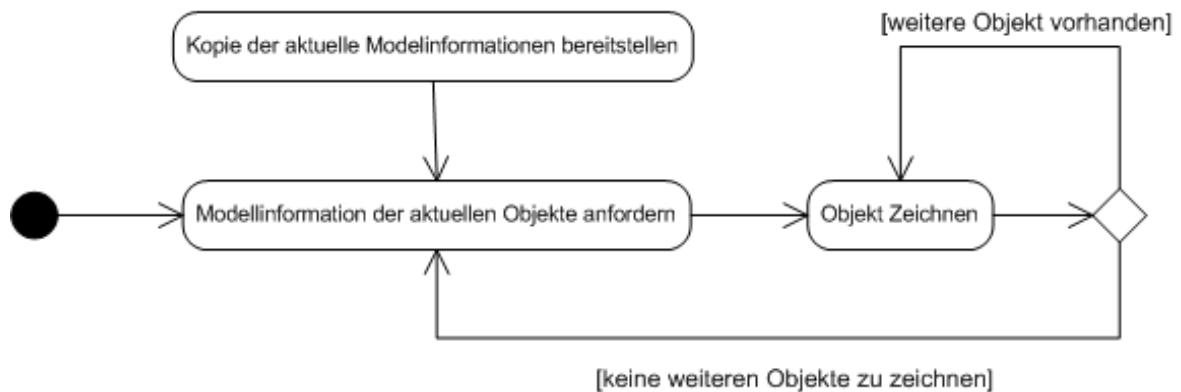 [weitere Objekt vorhanden]
Kopie der aktuelle Modelinformationen bereitstellen
Modellinformation der aktuellen Objekte anfordern
Objekt Zeichnen
[keine weiteren Objekte zu zeichnen]